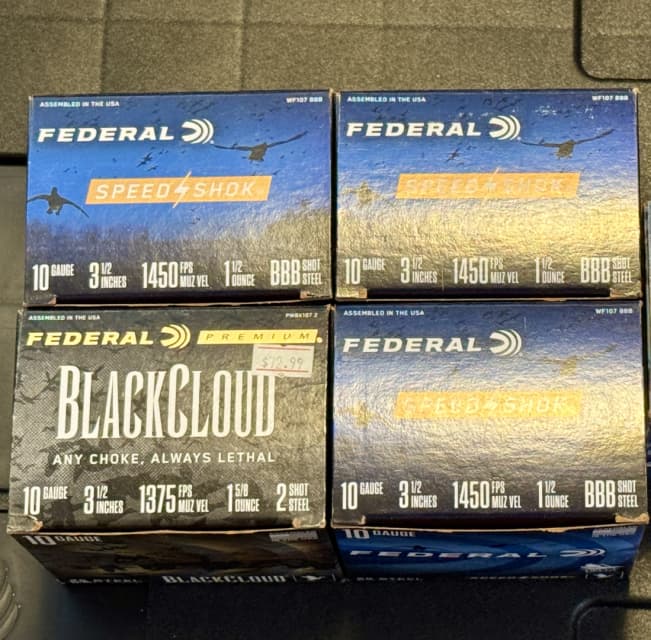 ASSEMBLED IN THE USA WF107 BBB
FEDERAL
SPEED SHOK
10 GAUGE 3 1/2 INCHES 1450 FPS MUZ VEL 1 1/2 OUNCE BBB SHOT STEEL
ASSEMBLED IN THE USA WF107 BBB
FEDERAL
SPEED SHOK
10 GAUGE 3 1/2 INCHES 1450 FPS MUZ VEL 1 1/2 OUNCE BBB SHOT STEEL
ASSEMBLED IN THE USA PWBX107 2
FEDERAL PREMIUM
BLACKCLOUD
ANY CHOKE, ALWAYS LETHAL
10 GAUGE 3 1/2 INCHES 1375 FPS MUZ VEL 1 5/8 OUNCE 2 SHOT STEEL
10 GAUGE
BLACKCLOUD
ASSEMBLED IN THE USA WF107 BBB
FEDERAL
SPEED SHOK
10 GAUGE 3 1/2 INCHES 1450 FPS MUZ VEL 1 1/2 OUNCE BBB SHOT STEEL
10 GAUGE
FEDERAL